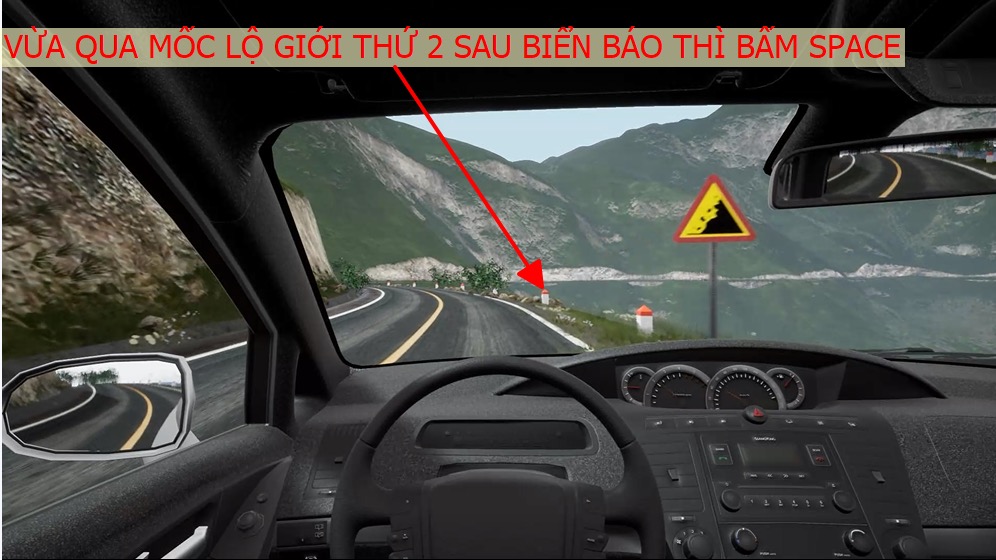 VỪA QUA MỐC LỘ GIỚI THỨ 2 SAU BIỂN BÁO THÌ BẤM SPACE